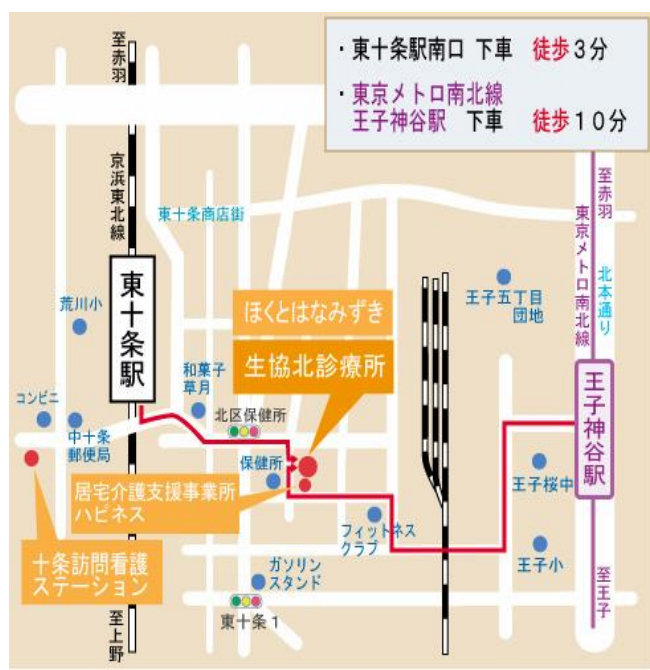 ・東十条駅南口 下車 徒歩3分
・東京メトロ南北線
王子神谷駅 下車 徒歩10分
至赤羽
京浜東北線
東十条商店街
至赤羽
東京メトロ南北線
北本通り
荒川小
東十条駅
ほくとはなみずき
生協北診療所
王子五丁目
団地
和菓子
草月
コンビニ
中十条
郵便局
北区保健所
王子神谷駅
保健所
居宅介護支援事業所
ハピネス
王子桜中
十条訪問看護
ステーション
フィットネス
クラブ
王子小
ガソリン
スタンド
東十条1
至上野
至王子